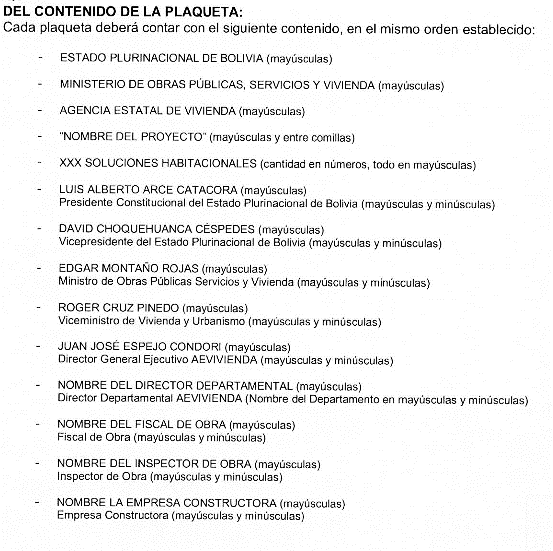 DEL CONTENIDO DE LA PLAQUETA:
Cada plaqueta deberá contar con el siguiente contenido, en el mismo orden establecido:
- ESTADO PLURINACIONAL DE BOLIVIA (mayúsculas)
- MINISTERIO DE OBRAS PÚBLICAS, SERVICIOS Y VIVIENDA (mayúsculas)
- AGENCIA ESTATAL DE VIVIENDA (mayúsculas)
- "NOMBRE DEL PROYECTO" (mayúsculas y entre comillas)
- XXX SOLUCIONES HABITACIONALES (cantidad en números, todo en mayúsculas)
- LUIS ALBERTO ARCE CATACORA (mayúsculas)
Presidente Constitucional del Estado Plurinacional de Bolivia (mayúsculas y minúsculas)
- DAVID CHOQUEHUANCA CÉSPEDES (mayúsculas)
Vicepresidente del Estado Plurinacional de Bolivia (mayúsculas y minúsculas)
- EDGAR MONTAÑO ROJAS (mayúsculas)
Ministro de Obras Públicas Servicios y Vivienda (mayúsculas y minúsculas)
- ROGER CRUZ PINEDO (mayúsculas)
Viceministro de Vivienda y Urbanismo (mayúsculas y minúsculas)
- JUAN JOSÉ ESPEJO CONDORI (mayúsculas)
Director General Ejecutivo AEVIVIENDA (mayúsculas y minúsculas)
- NOMBRE DEL DIRECTOR DEPARTAMENTAL (mayúsculas)
Director Departamental AEVIVIENDA (Nombre del Departamento en mayúsculas y minúsculas)
- NOMBRE DEL FISCAL DE OBRA (mayúsculas)
Fiscal de Obra (mayúsculas y minúsculas)
- NOMBRE DEL INSPECTOR DE OBRA (mayúsculas)
Inspector de Obra (mayúsculas y minúsculas)
- NOMBRE LA EMPRESA CONSTRUCTORA (mayúsculas)
Empresa Constructora (mayúsculas y minúsculas)